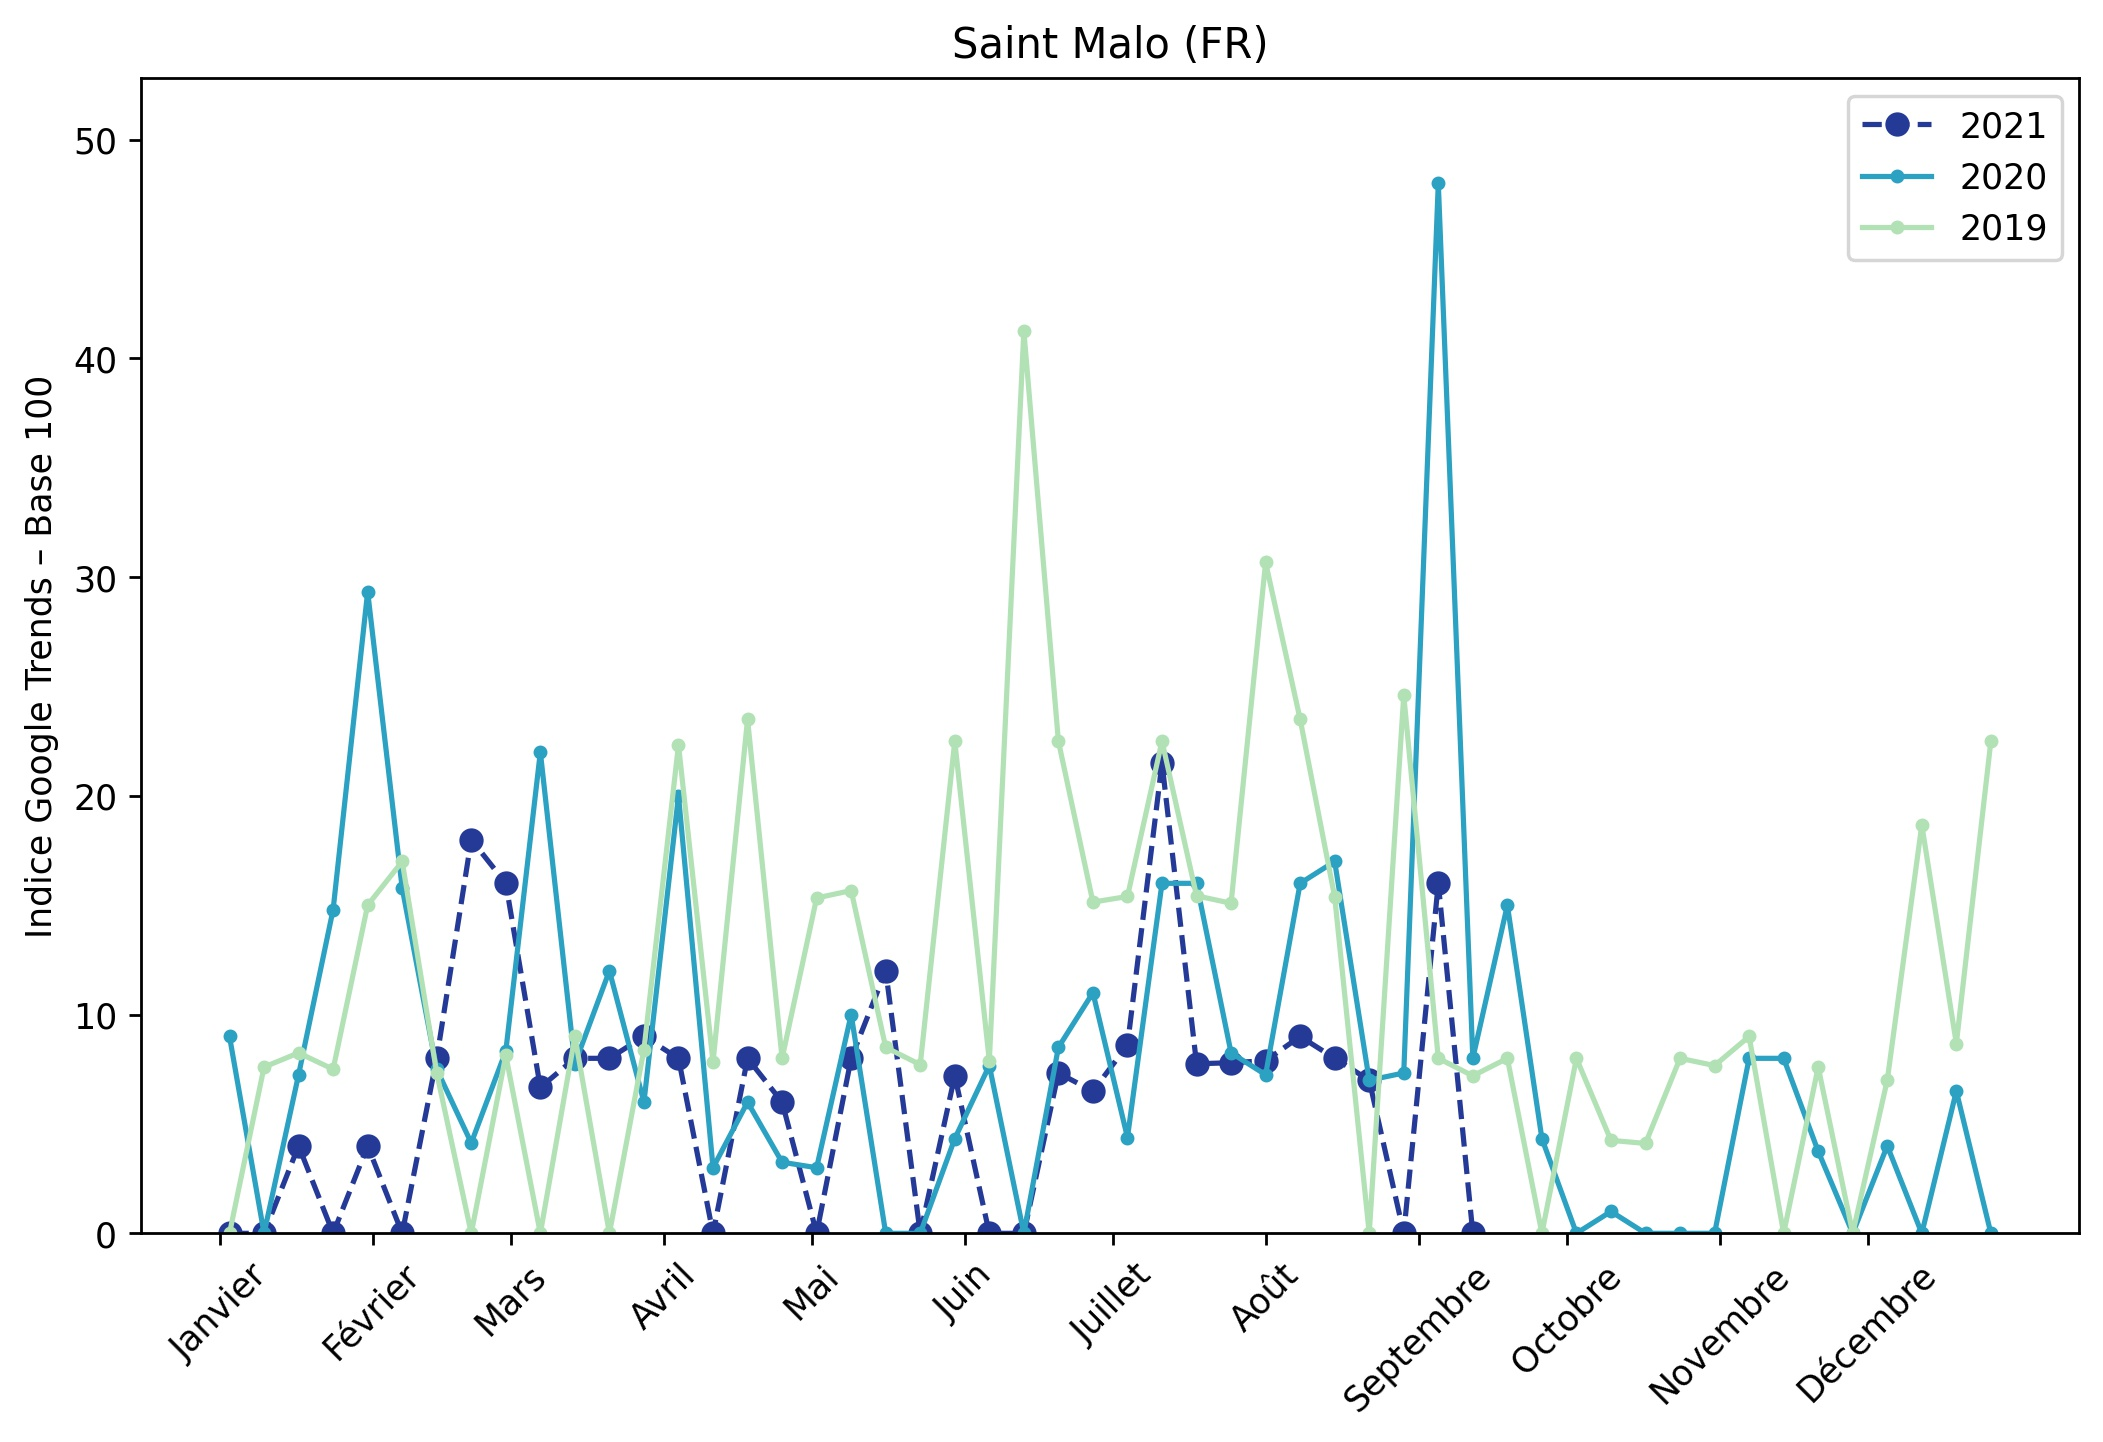 Saint Malo (FR)
Indice Google Trends – Base 100
50
40
30
20
10
0
2021
2020
2019
Janvier
Février
Mars
Avril
Mai
Juin
Juillet
Août
Septembre
Octobre
Novembre
Décembre